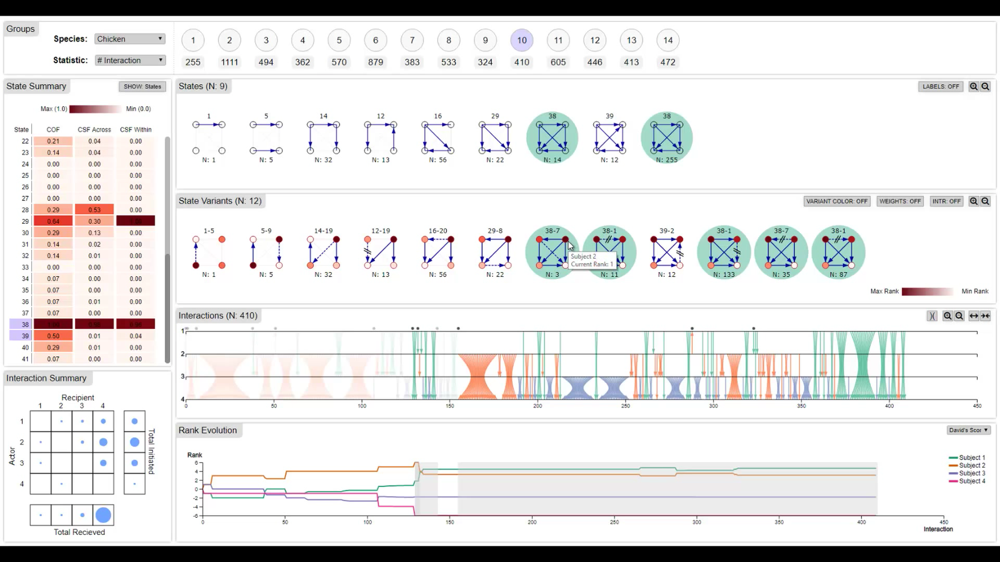 Groups
Species: Chicken
Statistic: # Interaction
1 2 3 4 5 6 7 8 9 10 11 12 13 14
255 1111 494 362 570 879 383 533 324 410 605 446 413 472
State Summary
SHOW: States
Max (1.0) Min (0.0)
State COF CSF Across CSF Within
22 0.21 0.04 0.00
23 0.14 0.04 0.00
24 0.00 0.00 0.00
25 0.00 0.00 0.00
26 0.00 0.00 0.00
27 0.00 0.00 0.00
28 0.29 0.53 0.00
29 0.64 0.30
30 0.29 0.13 0.00
31 0.14 0.02 0.00
32 0.14 0.01 0.00
33 0.00 0.00 0.00
34 0.07 0.00 0.00
35 0.07 0.00 0.00
36 0.07 0.01 0.00
37 0.07 0.00 0.00
38
39 0.50 0.01 0.04
40 0.29 0.01 0.00
41 0.07 0.00 0.00
Interaction Summary
Recipient
1 2 3 4
1
2
3
4
Actor
Total Initiated
Total Recieved
States (N: 9)
LABELS: OFF
1 5 14 12 16 29 38 39 38
N: 1 N: 5 N: 32 N: 13 N: 56 N: 22 N: 14 N: 12 N: 255
State Variants (N: 12)
VARIANT COLOR: OFF WEIGHTS: OFF INTR: OFF
1-5 5-9 14-19 12-19 16-20 29-8 38-7 38-1 39-2 38-1 38-7 38-1
Subject 2
Current Rank: 1
N: 1 N: 5 N: 32 N: 13 N: 56 N: 22 N: 3 N: 11 N: 12 N: 133 N: 35 N: 87
Max Rank Min Rank
Interactions (N: 410)
)(
1
2
3
4
0 50 100 150 200 250 300 350 400 450
Rank Evolution
David's Scor
Rank
6
4
2
0
-2
-4
-6
0 50 100 150 200 250 300 350 400 450
Interaction
Subject 1
Subject 2
Subject 3
Subject 4